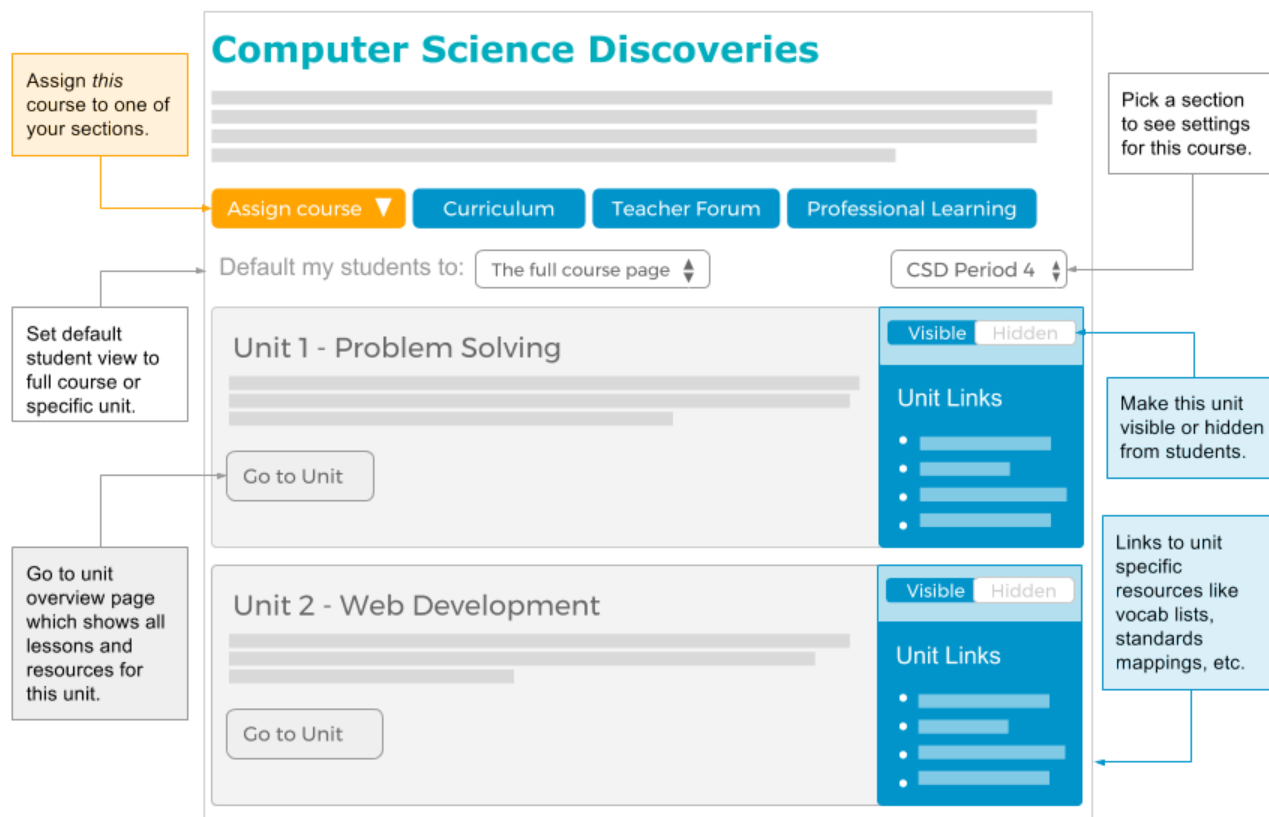 Computer Science Discoveries
Assign this
course to one of
your sections.
Pick a section
to see settings
for this course.
Assign course
Curriculum
Teacher Forum
Professional Learning
Default my students to:
The full course page
CSD Period 4
Set default
student view to
full course or
specific unit.
Unit 1 - Problem Solving
Visible
Hidden
Unit Links
Make this unit
visible or hidden
from students.
Go to Unit
Go to unit
overview page
which shows all
lessons and
resources for
this unit.
Unit 2 - Web Development
Visible
Hidden
Unit Links
Links to unit
specific
resources like
vocab lists,
standards
mappings, etc.
Go to Unit